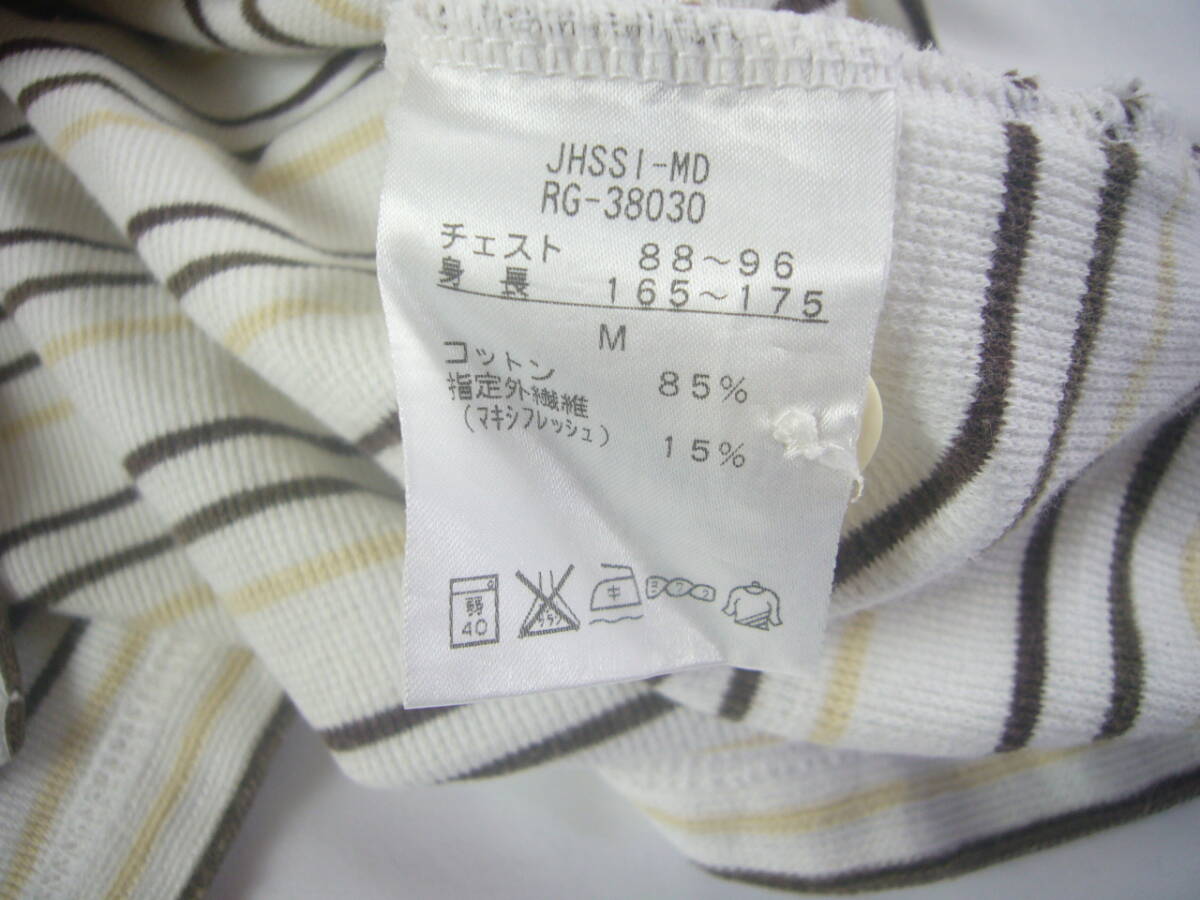 JHSSI-MD
RG-38030
チェスト 88～96
身長 165～175
M
コットン 85%
指定外繊維
(マキシフレッシュ) 15%
弱
40
中